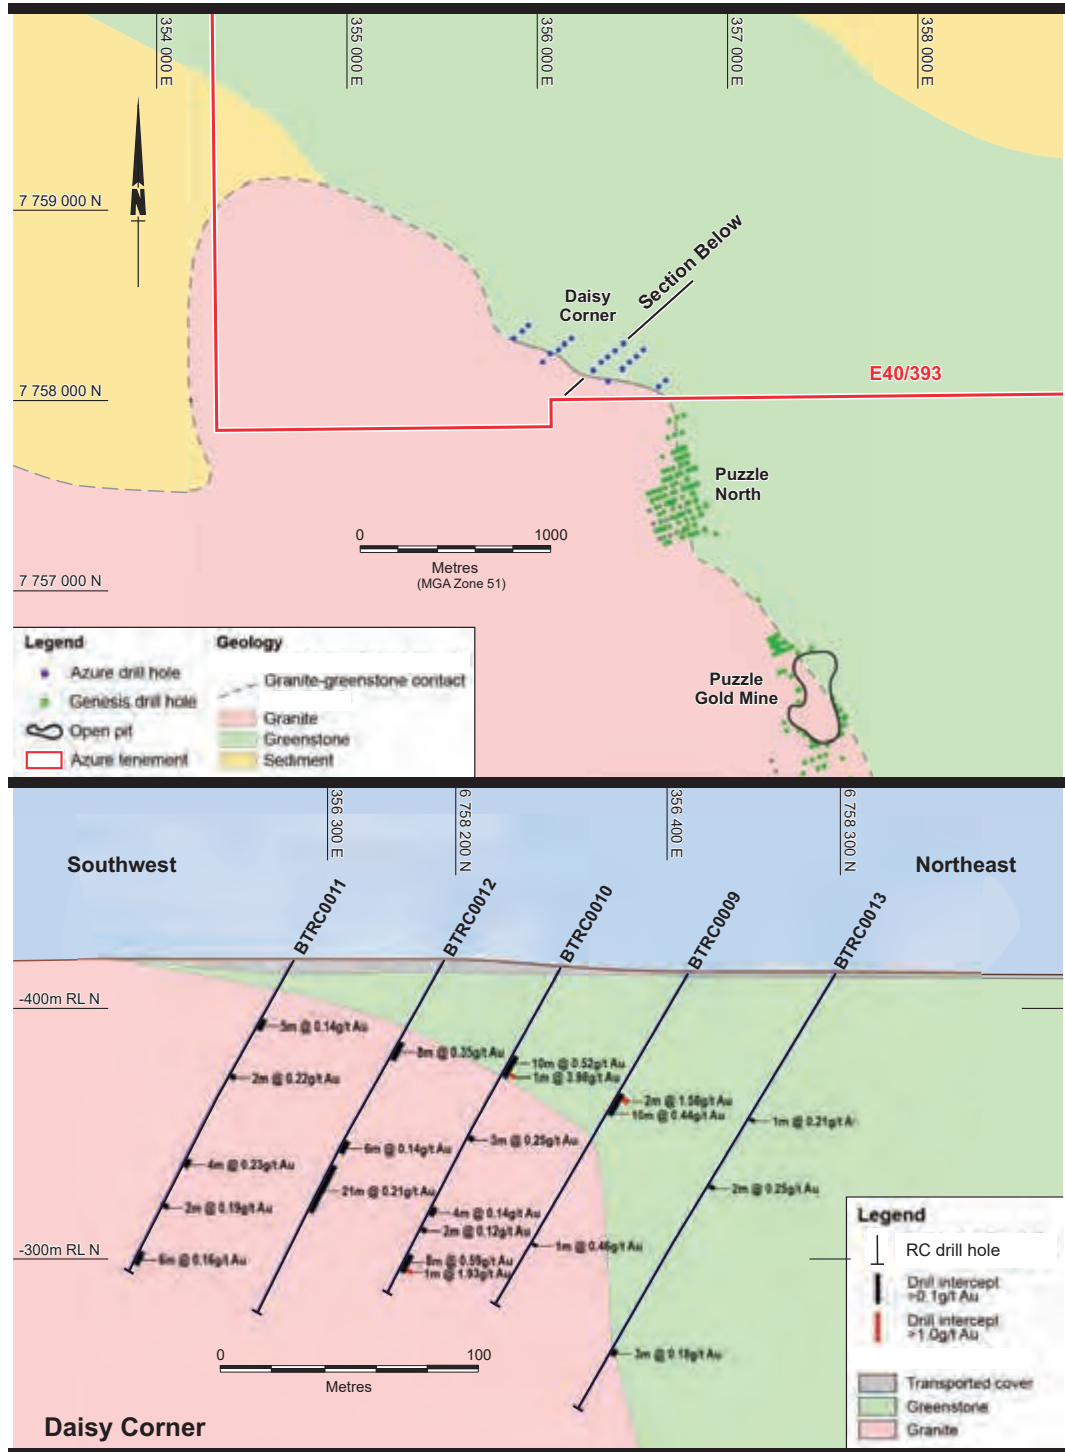 354 000 E
355 000 E
356 000 E
357 000 E
358 000 E
N
7 759 000 N
7 758 000 N
7 757 000 N
Section Below
Daisy
Corner
E40/393
Puzzle
North
0 1000
Metres
(MGA Zone 51)
Puzzle
Gold Mine
Legend
Azure drill hole
Genesis drill hole
Open pit
Azure tenement
Geology
Granite-greenstone contact
Granite
Greenstone
Sediment
356 300 E
6 758 200 N
356 400 E
6 758 300 N
Southwest
Northeast
BTRC0011
BTRC0012
BTRC0010
BTRC0009
BTRC0013
-400m RL N
-300m RL N
5m @ 0.14g/t Au
2m @ 0.22g/t Au
4m @ 0.23g/t Au
2m @ 0.19g/t Au
6m @ 0.16g/t Au
8m @ 0.35g/t Au
6m @ 0.14g/t Au
21m @ 0.21g/t Au
10m @ 0.52g/t Au
1m @ 3.98g/t Au
3m @ 0.25g/t Au
4m @ 0.14g/t Au
2m @ 0.12g/t Au
8m @ 0.59g/t Au
1m @ 1.93g/t Au
2m @ 1.58g/t Au
10m @ 0.44g/t Au
1m @ 0.46g/t Au
1m @ 0.21g/t A
2m @ 0.25g/t Au
3m @ 0.18g/t Au
0 100
Metres
Daisy Corner
Legend
RC drill hole
Drill intercept
>0.1g/t Au
Drill intercept
>1.0g/t Au
Transported cover
Greenstone
Granite